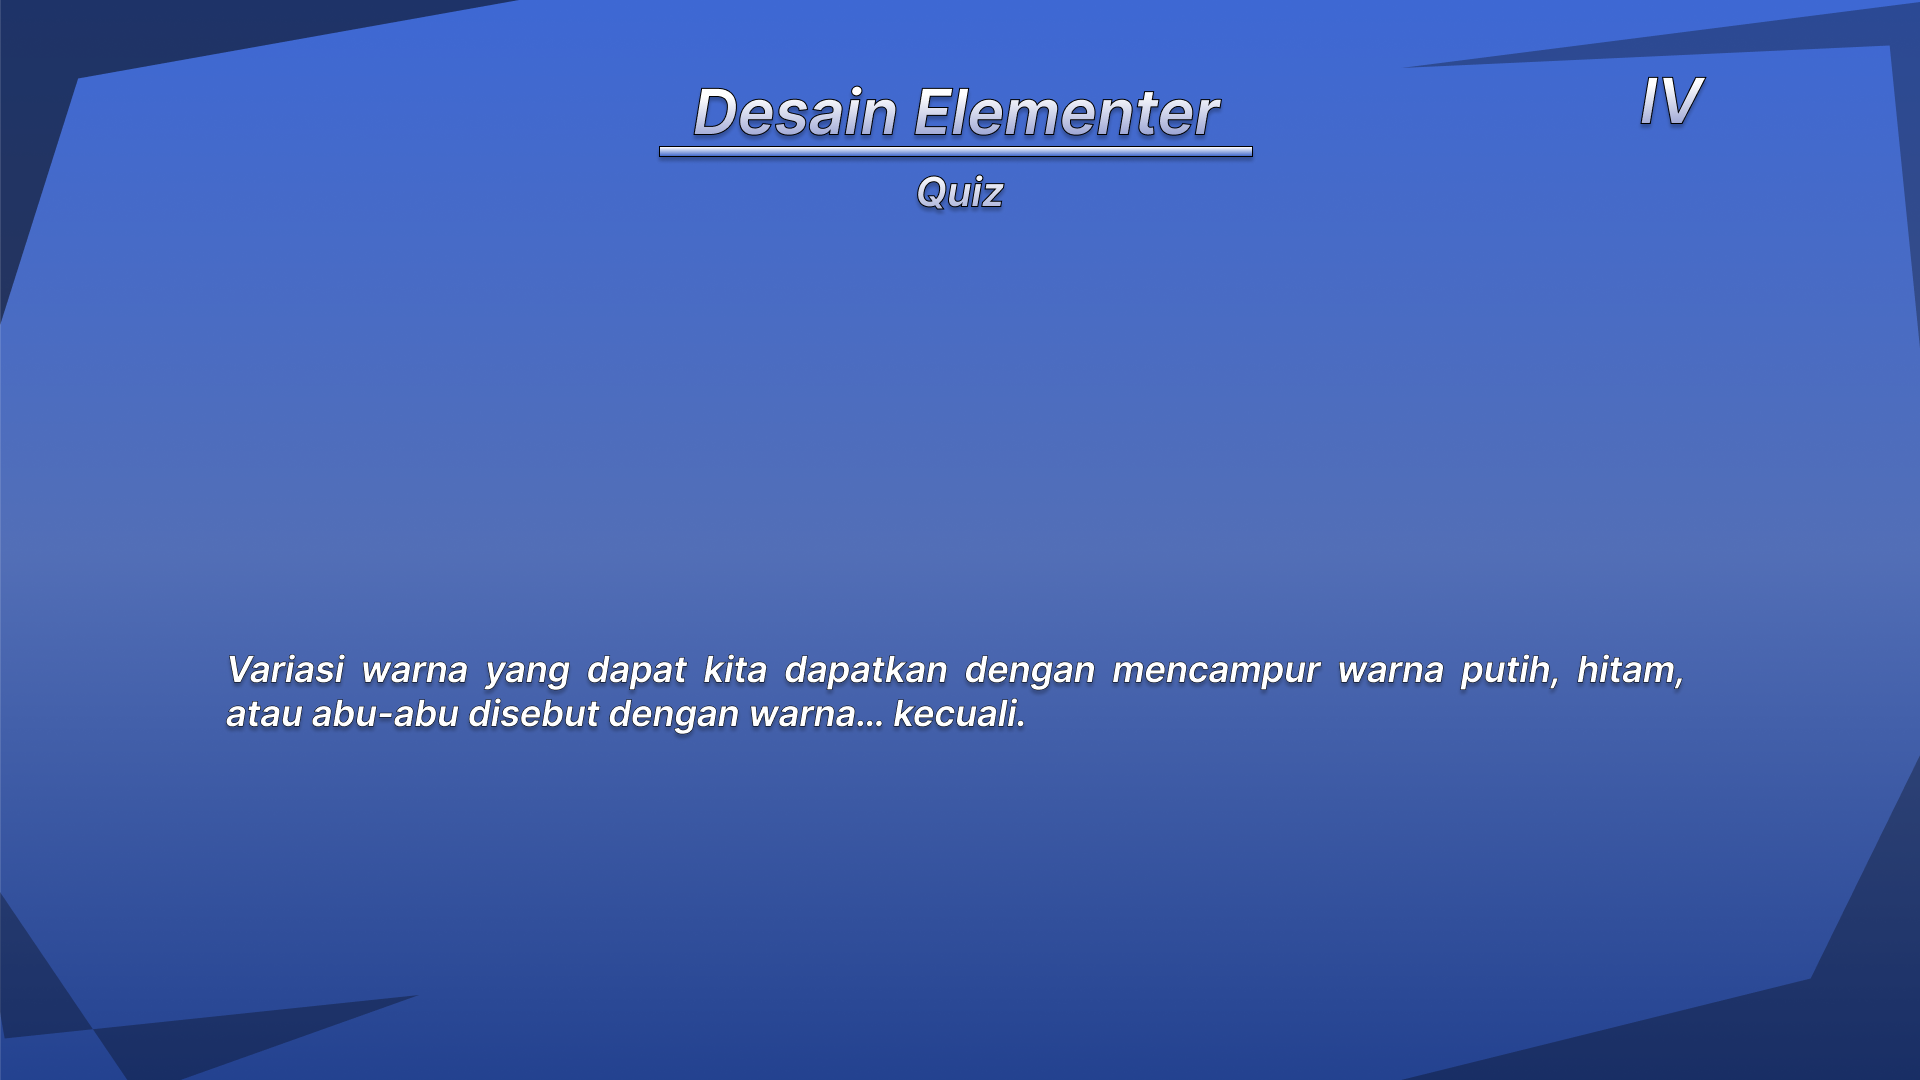 Desain Elementer
IV
Quiz
Variasi warna yang dapat kita dapatkan dengan mencampur warna putih, hitam,
atau abu-abu disebut dengan warna... kecuali.